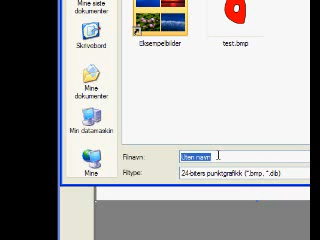 Mine siste
dokumenter
Skrivebord
Mine
dokumenter
Min datamaskin
Mine
Eksempelbilder
test.bmp
Filnavn:
Uten navn
Filtype:
24-biters punktgrafikk (*.bmp, *.dib)